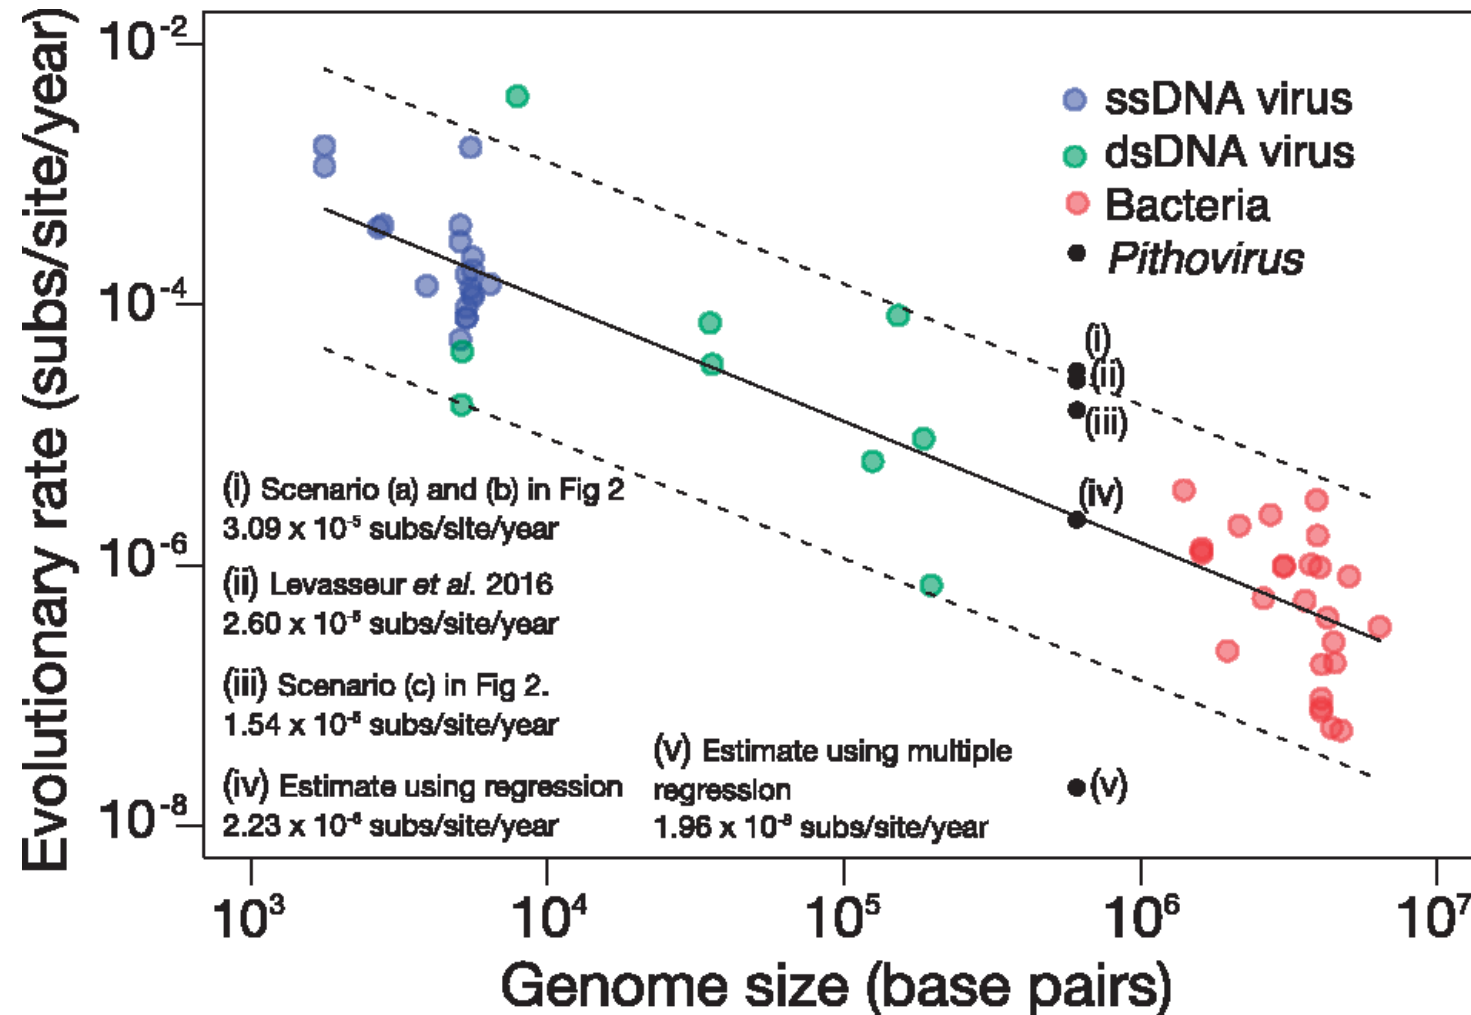 Evolutionary rate (subs/site/year)
10⁻²
10⁻⁴
10⁻⁶
10⁻⁸
ssDNA virus
dsDNA virus
Bacteria
Pithovirus
(i)
(ii)
(iii)
(iv)
(v)
(i) Scenario (a) and (b) in Fig 2
3.09 x 10⁻⁵ subs/site/year
(ii) Levasseur et al. 2016
2.60 x 10⁻⁵ subs/site/year
(iii) Scenario (c) in Fig 2.
1.54 x 10⁻⁵ subs/site/year
(iv) Estimate using regression
2.23 x 10⁻⁶ subs/site/year
(v) Estimate using multiple
regression
1.96 x 10⁻⁸ subs/site/year
10³
10⁴
10⁵
10⁶
10⁷
Genome size (base pairs)